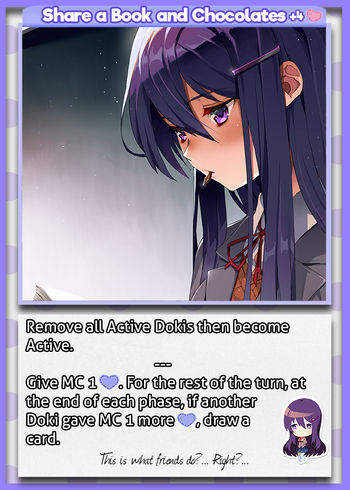 Share a Book and Chocolates +4
Remove all Active Dokis then become
Active.
---
Give MC 1 💜. For the rest of the turn, at
the end of each phase, if another
Doki gave MC 1 more 💜, draw a
card.
This is what friends do?... Right?...